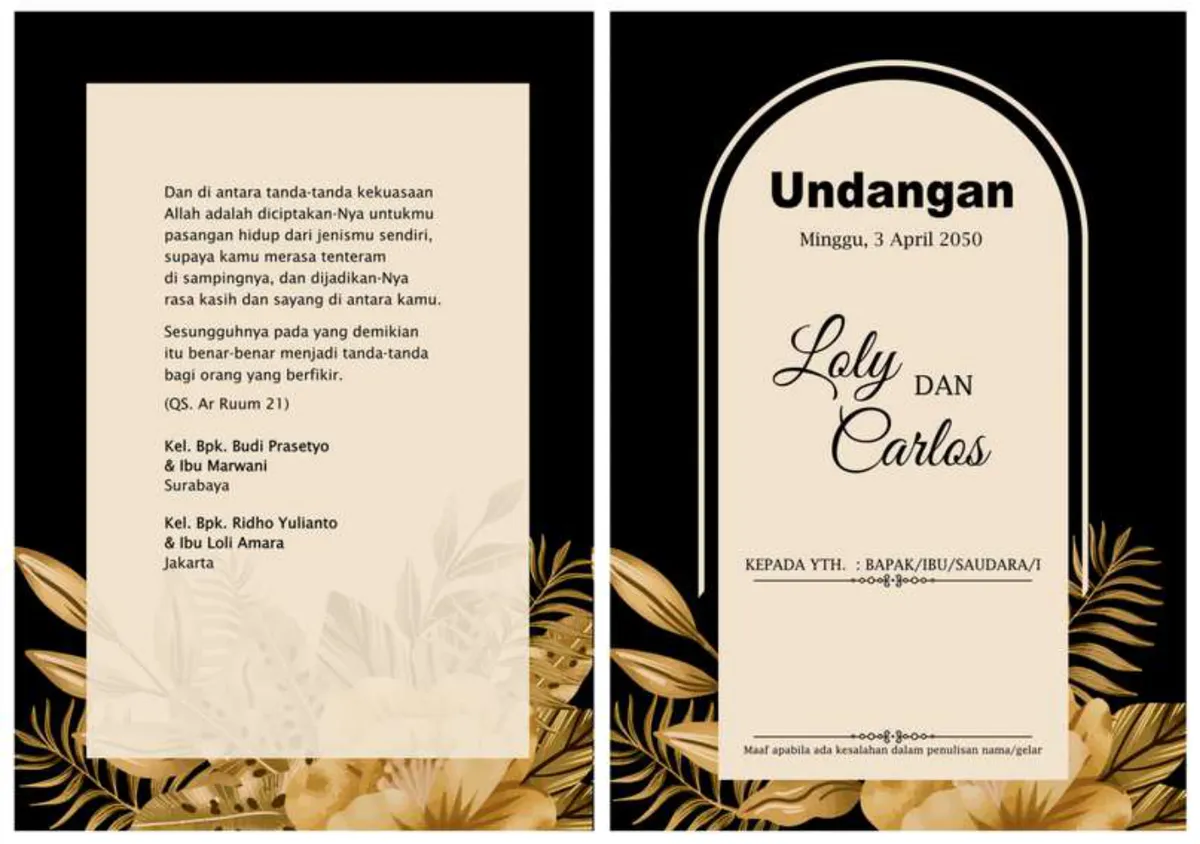 Dan di antara tanda-tanda kekuasaan
Allah adalah diciptakan-Nya untukmu
pasangan hidup dari jenismu sendiri,
supaya kamu merasa tenteram
di sampingnya, dan dijadikan-Nya
rasa kasih dan sayang di antara kamu.
Sesungguhnya pada yang demikian
itu benar-benar menjadi tanda-tanda
bagi orang yang berfikir.
(QS. Ar Ruum 21)
Kel. Bpk. Budi Prasetyo
& Ibu Marwani
Surabaya
Kel. Bpk. Ridho Yulianto
& Ibu Loli Amara
Jakarta
Undangan
Minggu, 3 April 2050
Loly
DAN
Carlos
KEPADA YTH. : BAPAK/IBU/SAUDARA/I
Maaf apabila ada kesalahan dalam penulisan nama/gelar